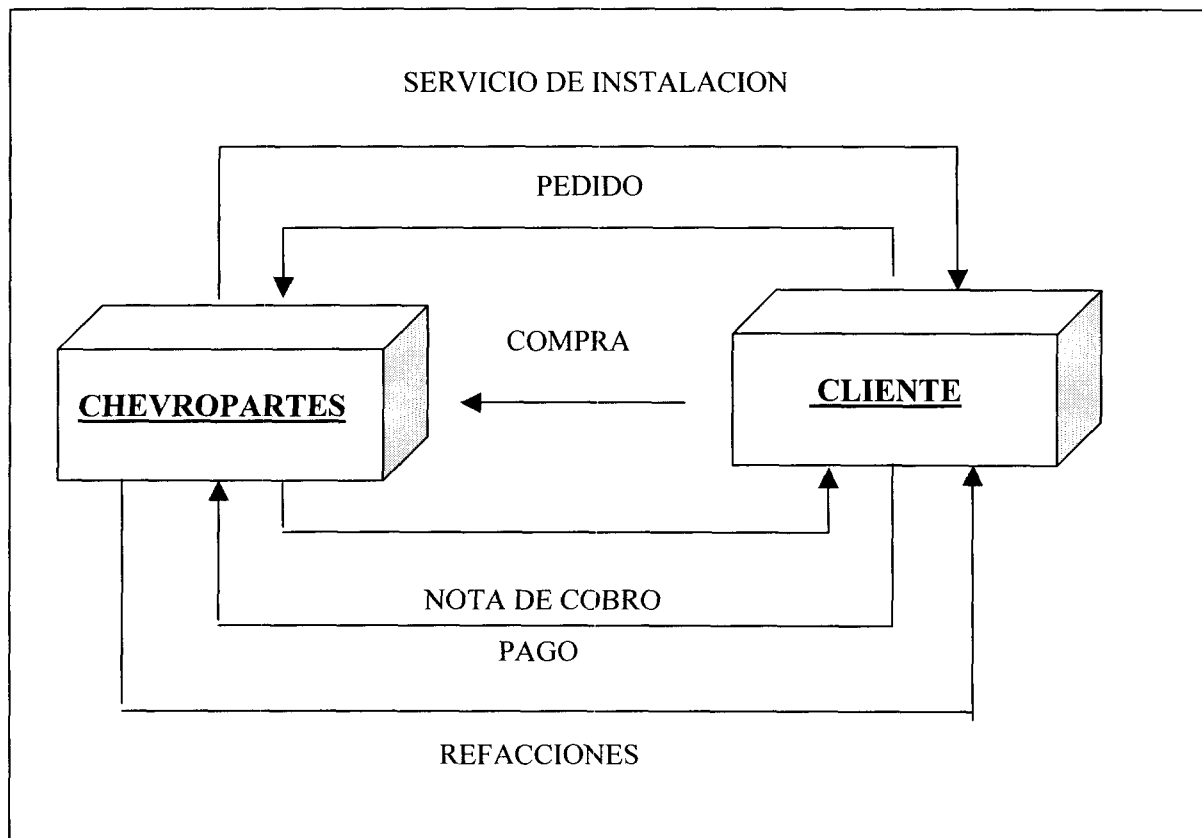 SERVICIO DE INSTALACION
PEDIDO
COMPRA
CHEVROPARTES
CLIENTE
NOTA DE COBRO
PAGO
REFACCIONES